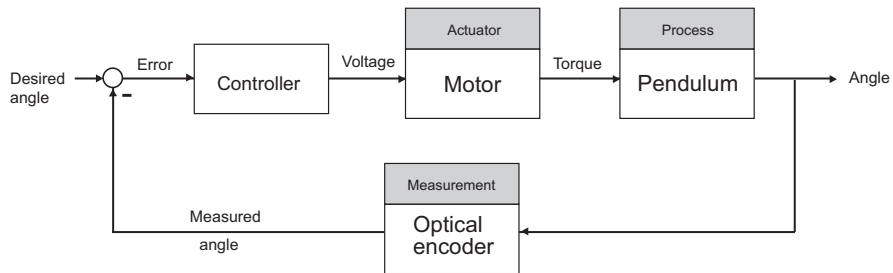 Actuator
Process
Desired
angle
Error
Controller
Voltage
Motor
Torque
Pendulum
Angle
-
Measurement
Measured
angle
Optical
encoder